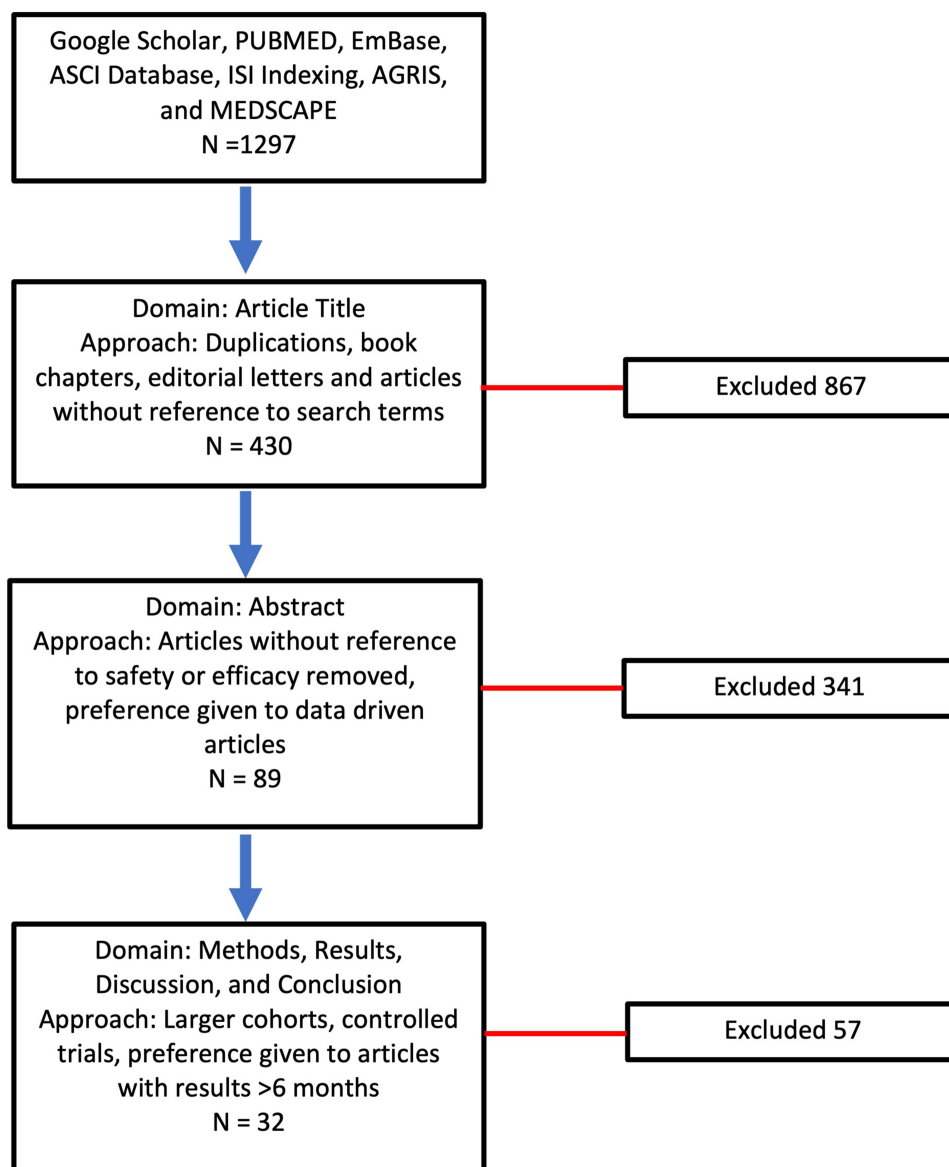 Google Scholar, PUBMED, EmBase,
ASCI Database, ISI Indexing, AGRIS,
and MEDSCAPE
N =1297
Domain: Article Title
Approach: Duplications, book
chapters, editorial letters and articles
without reference to search terms
N = 430
Excluded 867
Domain: Abstract
Approach: Articles without reference
to safety or efficacy removed,
preference given to data driven
articles
N = 89
Excluded 341
Domain: Methods, Results,
Discussion, and Conclusion
Approach: Larger cohorts, controlled
trials, preference given to articles
with results >6 months
N = 32
Excluded 57